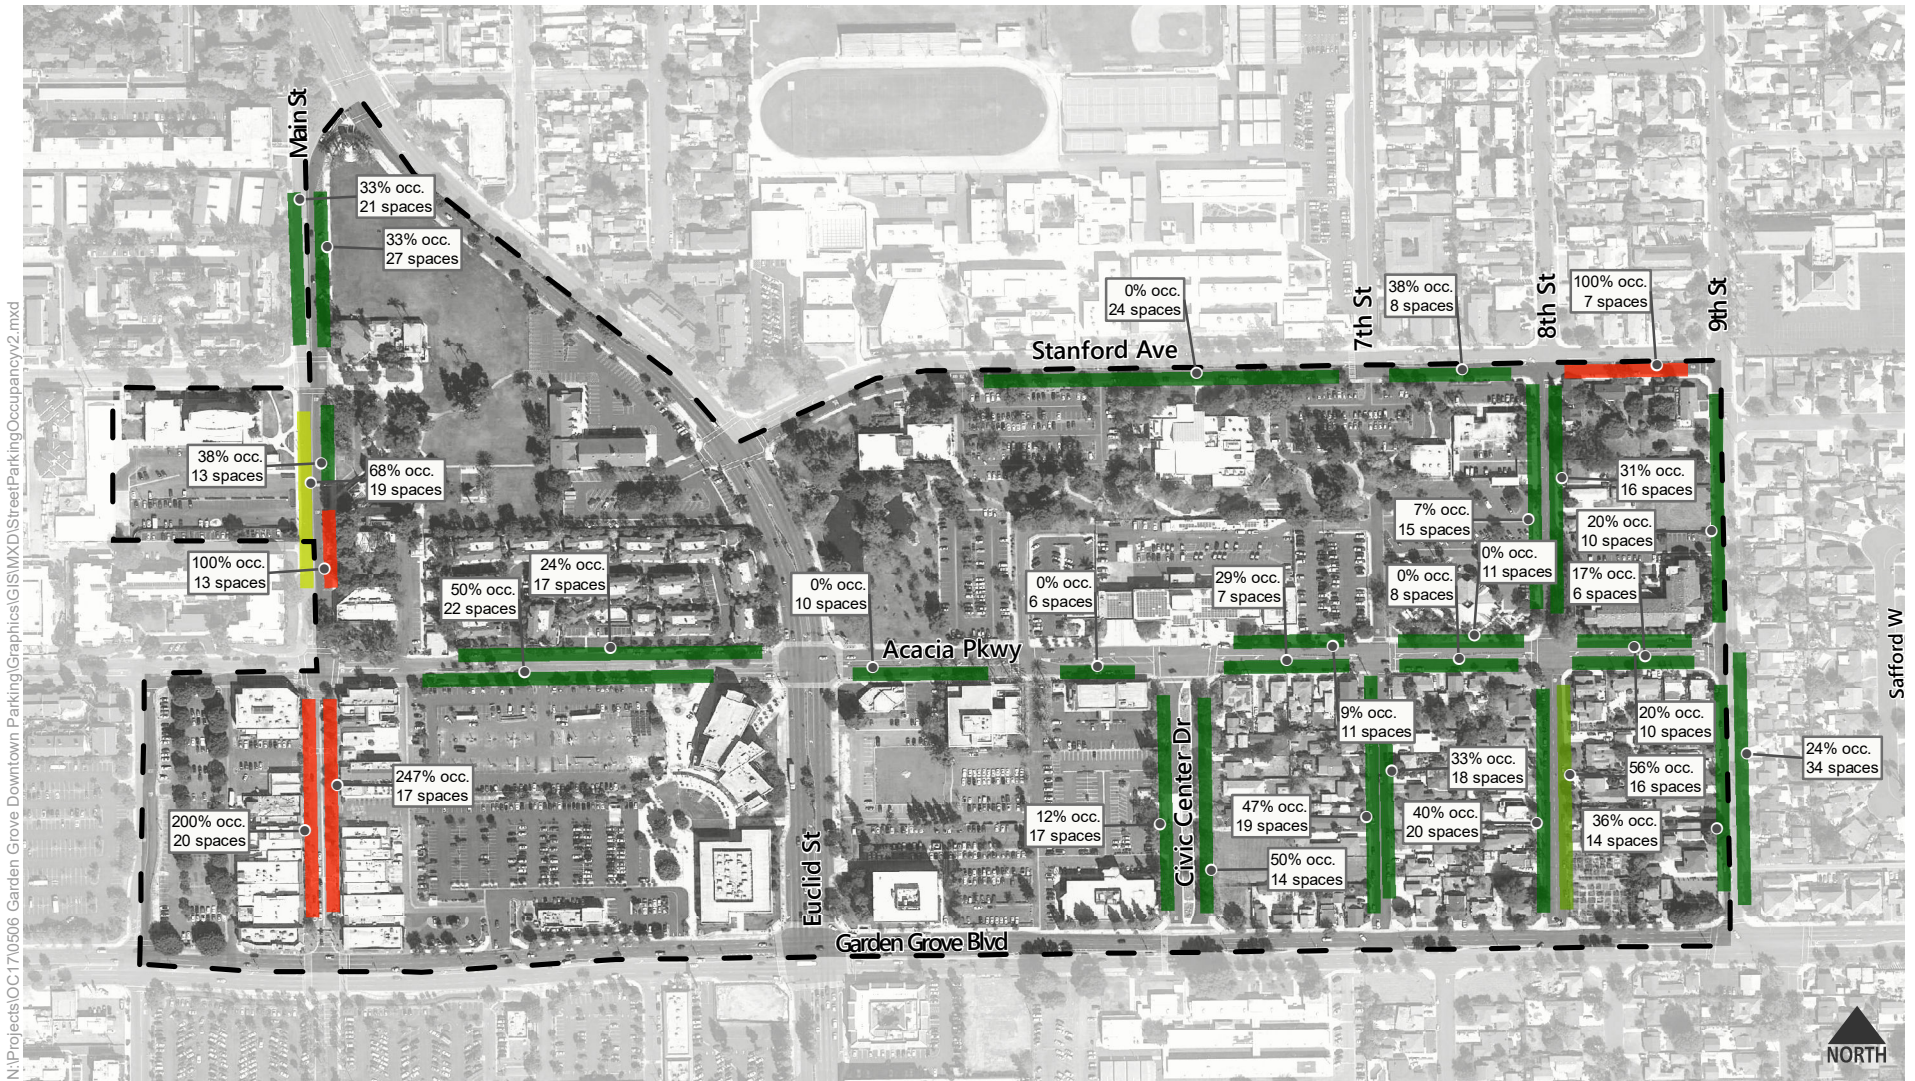 Main St
33% occ.
21 spaces
33% occ.
27 spaces
0% occ.
24 spaces
7th St
38% occ.
8 spaces
8th St
100% occ.
7 spaces
9th St
Stanford Ave
38% occ.
13 spaces
68% occ.
19 spaces
31% occ.
16 spaces
7% occ.
15 spaces
20% occ.
10 spaces
100% occ.
13 spaces
24% occ.
17 spaces
50% occ.
22 spaces
0% occ.
10 spaces
0% occ.
6 spaces
29% occ.
7 spaces
0% occ.
8 spaces
0% occ.
11 spaces
17% occ.
6 spaces
Acacia Pkwy
Safford W
9% occ.
11 spaces
20% occ.
10 spaces
247% occ.
17 spaces
33% occ.
18 spaces
56% occ.
16 spaces
24% occ.
34 spaces
200% occ.
20 spaces
12% occ.
17 spaces
Civic Center Dr
47% occ.
19 spaces
40% occ.
20 spaces
36% occ.
14 spaces
50% occ.
14 spaces
Euclid St
Garden Grove Blvd
NORTH
N:\Projects\OC17\0506 Garden Grove Downtown Parking\Graphics\GIS\MXD\StreetParkingOccupancyv2.mxd